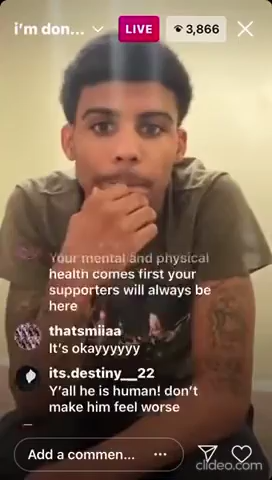 i'm don...
LIVE
3,866
Your mental and physical
health comes first your
supporters will always be
here
thatsmiiaa
It's okayyyyyy
its.destiny__22
Y'all he is human! don't
make him feel worse
Add a commen...
clideo.com